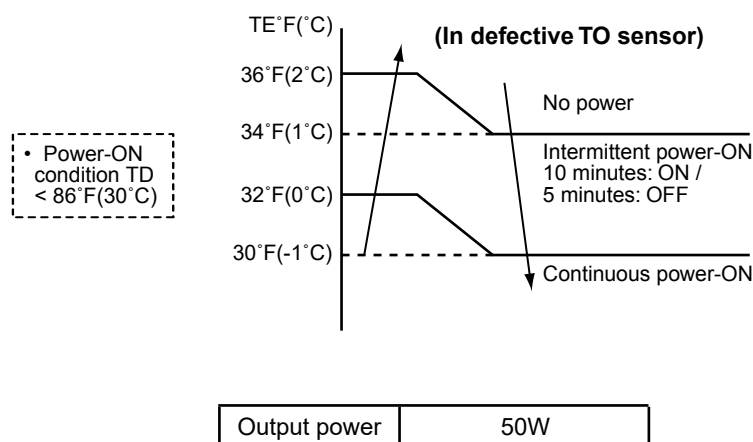 TE˚F(˚C)
(In defective TO sensor)
36˚F(2˚C)
No power
34˚F(1˚C)
• Power-ON
condition TD
< 86˚F(30˚C)
Intermittent power-ON
10 minutes: ON /
5 minutes: OFF
32˚F(0˚C)
30˚F(-1˚C)
Continuous power-ON
Output power
50W